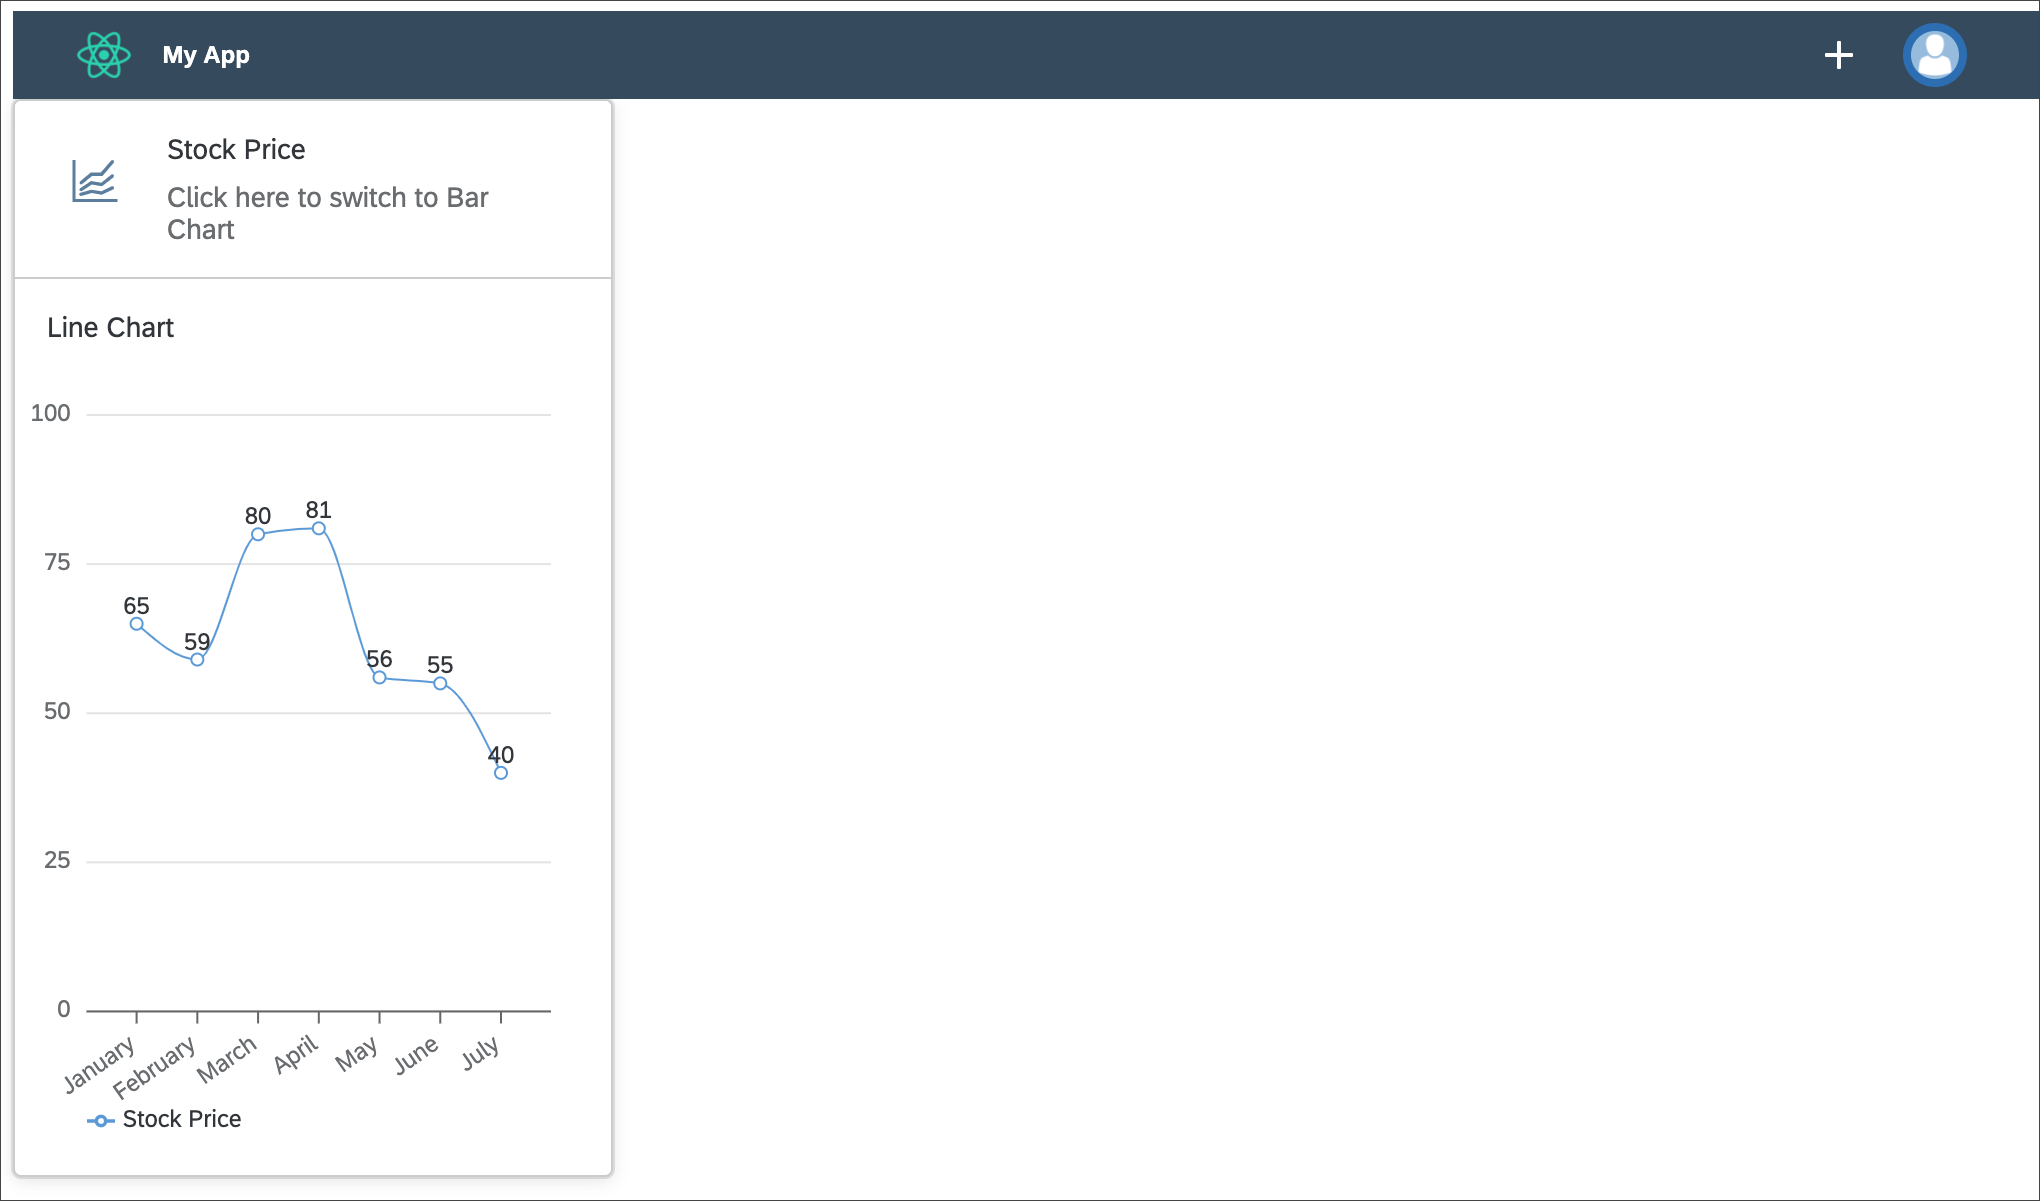 My App
Stock Price
Click here to switch to Bar
Chart
Line Chart
100
75
50
25
0
65
59
80
81
56
55
40
January
February
March
April
May
June
July
Stock Price